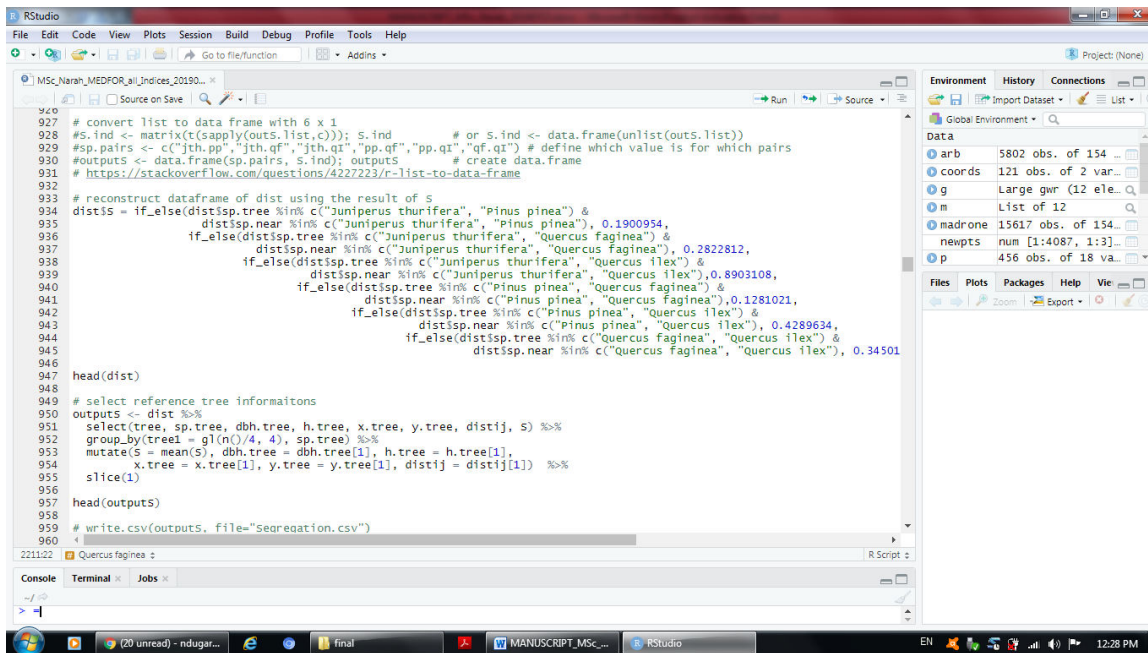 RStudio
File Edit Code View Plots Session Build Debug Profile Tools Help
Go to file/function Addins Project: (None)
MSc_Narah_MEDFOR_all_Indices_20190...
Source on Save Run Source
926
927 # convert list to data frame with 6 x 1
928 #S.ind <- matrix(t(sapply(outS.list,c))); S.ind # or S.ind <- data.frame(unlist(outS.list))
929 #sp.pairs <- c("jth.pp","jth.qf","jth.qI","pp.qf","pp.qI","qf.qI") # define which value is for which pairs
930 #outputS <- data.frame(sp.pairs, S.ind); outputS # create data.frame
931 # https://stackoverflow.com/questions/4227223/r-list-to-data-frame
932
933 # reconstruct dataframe of dist using the result of S
934 dist$S = if_else(dist$sp.tree %in% c("Juniperus thurifera", "Pinus pinea") &
935 dist$sp.near %in% c("Juniperus thurifera", "Pinus pinea"), 0.1900954,
936 if_else(dist$sp.tree %in% c("Juniperus thurifera", "Quercus faginea") &
937 dist$sp.near %in% c("Juniperus thurifera", "Quercus faginea"), 0.2822812,
938 if_else(dist$sp.tree %in% c("Juniperus thurifera", "Quercus ilex") &
939 dist$sp.near %in% c("Juniperus thurifera", "Quercus ilex"),0.8903108,
940 if_else(dist$sp.tree %in% c("Pinus pinea", "Quercus faginea") &
941 dist$sp.near %in% c("Pinus pinea", "Quercus faginea"),0.1281021,
942 if_else(dist$sp.tree %in% c("Pinus pinea", "Quercus ilex") &
943 dist$sp.near %in% c("Pinus pinea", "Quercus ilex"), 0.4289634,
944 if_else(dist$sp.tree %in% c("Quercus faginea", "Quercus ilex") &
945 dist$sp.near %in% c("Quercus faginea", "Quercus ilex"), 0.34501
946
947 head(dist)
948
949 # select reference tree informaitons
950 outputS <- dist %>%
951 select(tree, sp.tree, dbh.tree, h.tree, x.tree, y.tree, distij, S) %>%
952 group_by(tree1 = gl(n()/4, 4), sp.tree) %>%
953 mutate(S = mean(S), dbh.tree = dbh.tree[1], h.tree = h.tree[1],
954 x.tree = x.tree[1], y.tree = y.tree[1], distij = distij[1]) %>%
955 slice(1)
956
957 head(outputS)
958
959 # write.csv(outputS, file="Segregation.csv")
960
2211:22 Quercus faginea R Script
Console Terminal Jobs
~/
> =
Environment History Connections
Import Dataset List
Global Environment
Data
arb 5802 obs. of 154 ...
coords 121 obs. of 2 var...
g Large gwr (12 ele...
m List of 12
madrone 15617 obs. of 154...
newpts num [1:4087, 1:3]...
p 456 obs. of 18 va...
Files Plots Packages Help Vie
Zoom Export
(20 unread) - ndugar... final MANUSCRIPT_MSc_... RStudio EN 12:28 PM